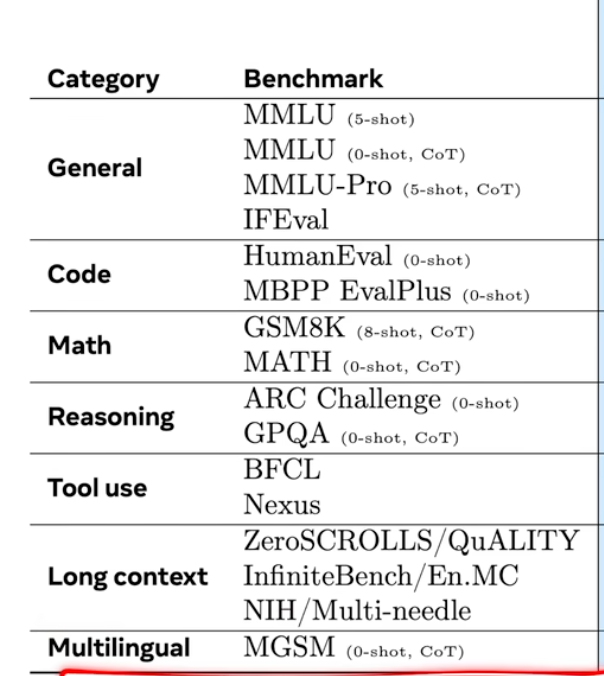 Category Benchmark
General
MMLU (5-shot)
MMLU (0-shot, CoT)
MMLU-Pro (5-shot, CoT)
IFEval
Code
HumanEval (0-shot)
MBPP EvalPlus (0-shot)
Math
GSM8K (8-shot, CoT)
MATH (0-shot, CoT)
Reasoning
ARC Challenge (0-shot)
GPQA (0-shot, CoT)
Tool use
BFCL
Nexus
Long context
ZeroSCROLLS/QuALITY
InfiniteBench/En.MC
NIH/Multi-needle
Multilingual
MGSM (0-shot, CoT)